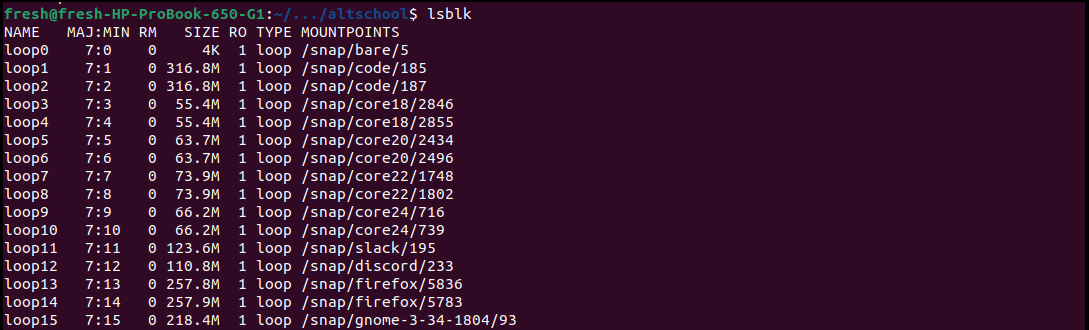 fresh@fresh-HP-ProBook-650-G1:~/.../altschool$ lsblk
NAME   MAJ:MIN RM   SIZE RO TYPE MOUNTPOINTS
loop0    7:0    0     4K  1 loop /snap/bare/5
loop1    7:1    0 316.8M  1 loop /snap/code/185
loop2    7:2    0 316.8M  1 loop /snap/code/187
loop3    7:3    0  55.4M  1 loop /snap/core18/2846
loop4    7:4    0  55.4M  1 loop /snap/core18/2855
loop5    7:5    0  63.7M  1 loop /snap/core20/2434
loop6    7:6    0  63.7M  1 loop /snap/core20/2496
loop7    7:7    0  73.9M  1 loop /snap/core22/1748
loop8    7:8    0  73.9M  1 loop /snap/core22/1802
loop9    7:9    0  66.2M  1 loop /snap/core24/716
loop10   7:10   0  66.2M  1 loop /snap/core24/739
loop11   7:11   0 123.6M  1 loop /snap/slack/195
loop12   7:12   0 110.8M  1 loop /snap/discord/233
loop13   7:13   0 257.8M  1 loop /snap/firefox/5836
loop14   7:14   0 257.9M  1 loop /snap/firefox/5783
loop15   7:15   0 218.4M  1 loop /snap/gnome-3-34-1804/93